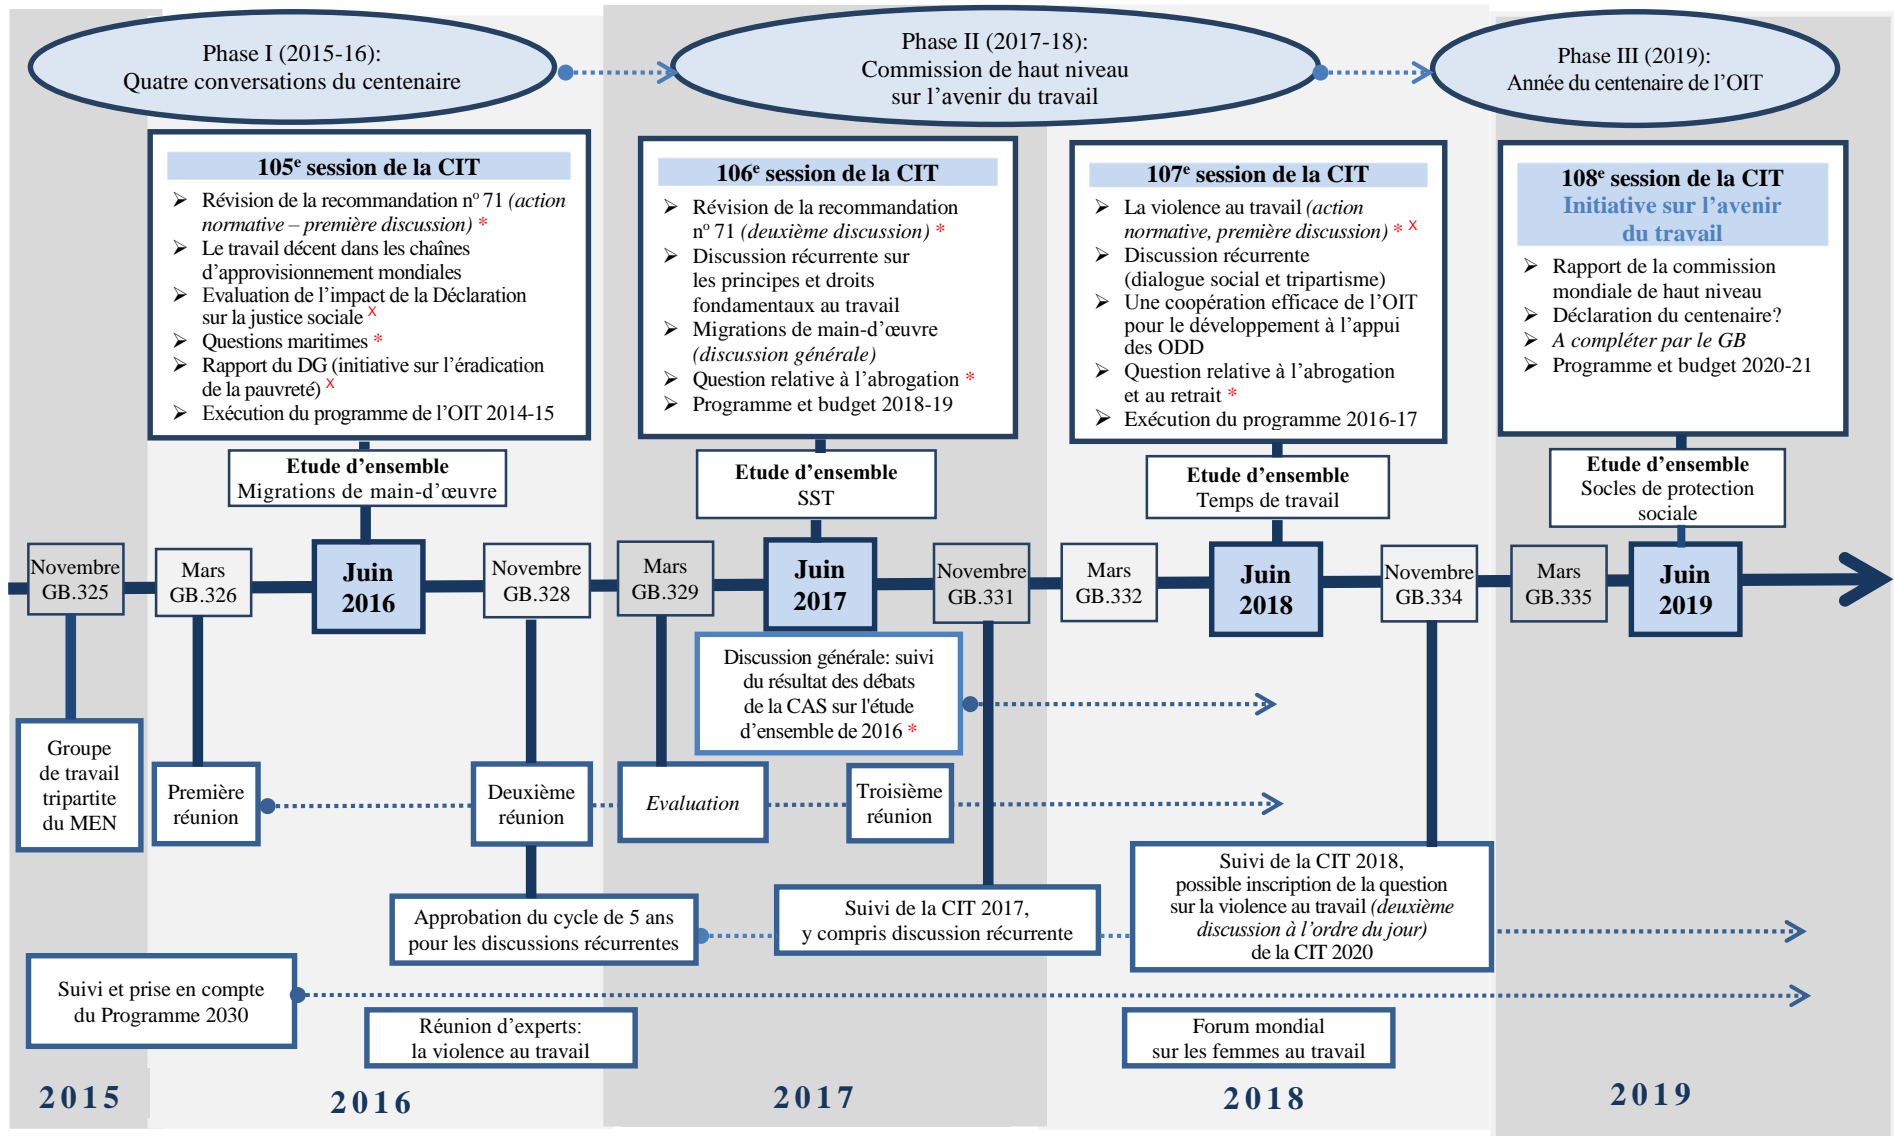 Phase I (2015-16):
Quatre conversations du centenaire
Phase II (2017-18):
Commission de haut niveau
sur l’avenir du travail
Phase III (2019):
Année du centenaire de l’OIT
105e session de la CIT
➢ Révision de la recommandation nº 71 (action
normative – première discussion) *
➢ Le travail décent dans les chaînes
d’approvisionnement mondiales
➢ Evaluation de l’impact de la Déclaration
sur la justice sociale X
➢ Questions maritimes *
➢ Rapport du DG (initiative sur l’éradication
de la pauvreté) X
➢ Exécution du programme de l’OIT 2014-15
106e session de la CIT
➢ Révision de la recommandation
nº 71 (deuxième discussion) *
➢ Discussion récurrente sur
les principes et droits
fondamentaux au travail
➢ Migrations de main-d’œuvre
(discussion générale)
➢ Question relative à l’abrogation *
➢ Programme et budget 2018-19
107e session de la CIT
➢ La violence au travail (action
normative, première discussion) * X
➢ Discussion récurrente
(dialogue social et tripartisme)
➢ Une coopération efficace de l’OIT
pour le développement à l’appui
des ODD
➢ Question relative à l’abrogation
et au retrait *
➢ Exécution du programme 2016-17
108e session de la CIT
Initiative sur l’avenir
du travail
➢ Rapport de la commission
mondiale de haut niveau
➢ Déclaration du centenaire?
➢ A compléter par le GB
➢ Programme et budget 2020-21
Etude d’ensemble
Migrations de main-d’œuvre
Etude d’ensemble
SST
Etude d’ensemble
Temps de travail
Etude d’ensemble
Socles de protection
sociale
Novembre
GB.325
Mars
GB.326
Juin
2016
Novembre
GB.328
Mars
GB.329
Juin
2017
Novembre
GB.331
Mars
GB.332
Juin
2018
Novembre
GB.334
Mars
GB.335
Juin
2019
Discussion générale: suivi
du résultat des débats
de la CAS sur l'étude
d’ensemble de 2016 *
Groupe
de travail
tripartite
du MEN
Première
réunion
Deuxième
réunion
Evaluation
Troisième
réunion
Approbation du cycle de 5 ans
pour les discussions récurrentes
Suivi de la CIT 2017,
y compris discussion récurrente
Suivi de la CIT 2018,
possible inscription de la question
sur la violence au travail (deuxième
discussion à l’ordre du jour)
de la CIT 2020
Suivi et prise en compte
du Programme 2030
Réunion d’experts:
la violence au travail
Forum mondial
sur les femmes au travail
2015
2016
2017
2018
2019